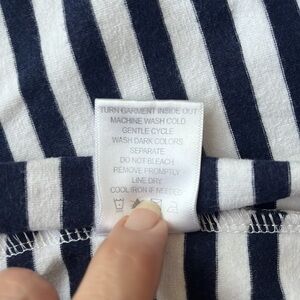 TURN GARMENT INSIDE OUT
MACHINE WASH COLD
GENTLE CYCLE
WASH DARK COLORS
SEPARATE
DO NOT BLEACH
REMOVE PROMPTLY
LINE DRY
COOL IRON IF NEEDED